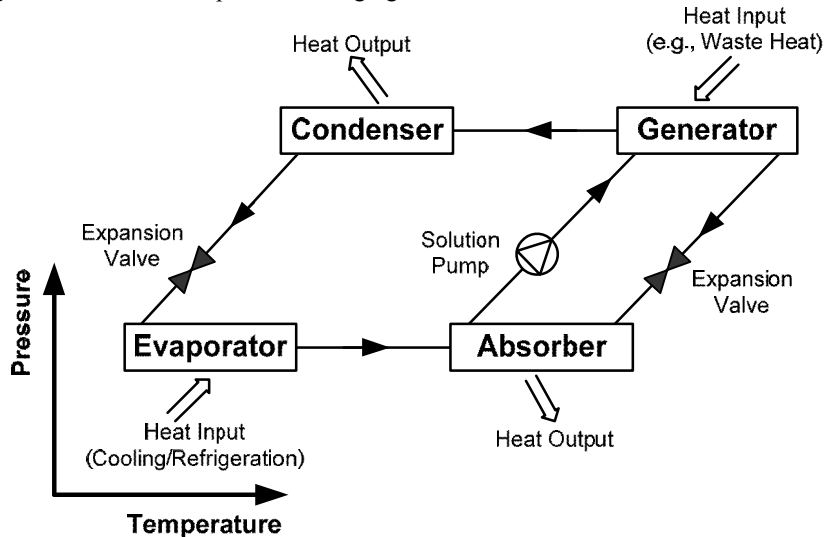 Heat Input
(e.g., Waste Heat)
Heat Output
Condenser
Generator
Expansion
Valve
Solution
Pump
Expansion
Valve
Pressure
Evaporator
Absorber
Heat Input
(Cooling/Refrigeration)
Heat Output
Temperature